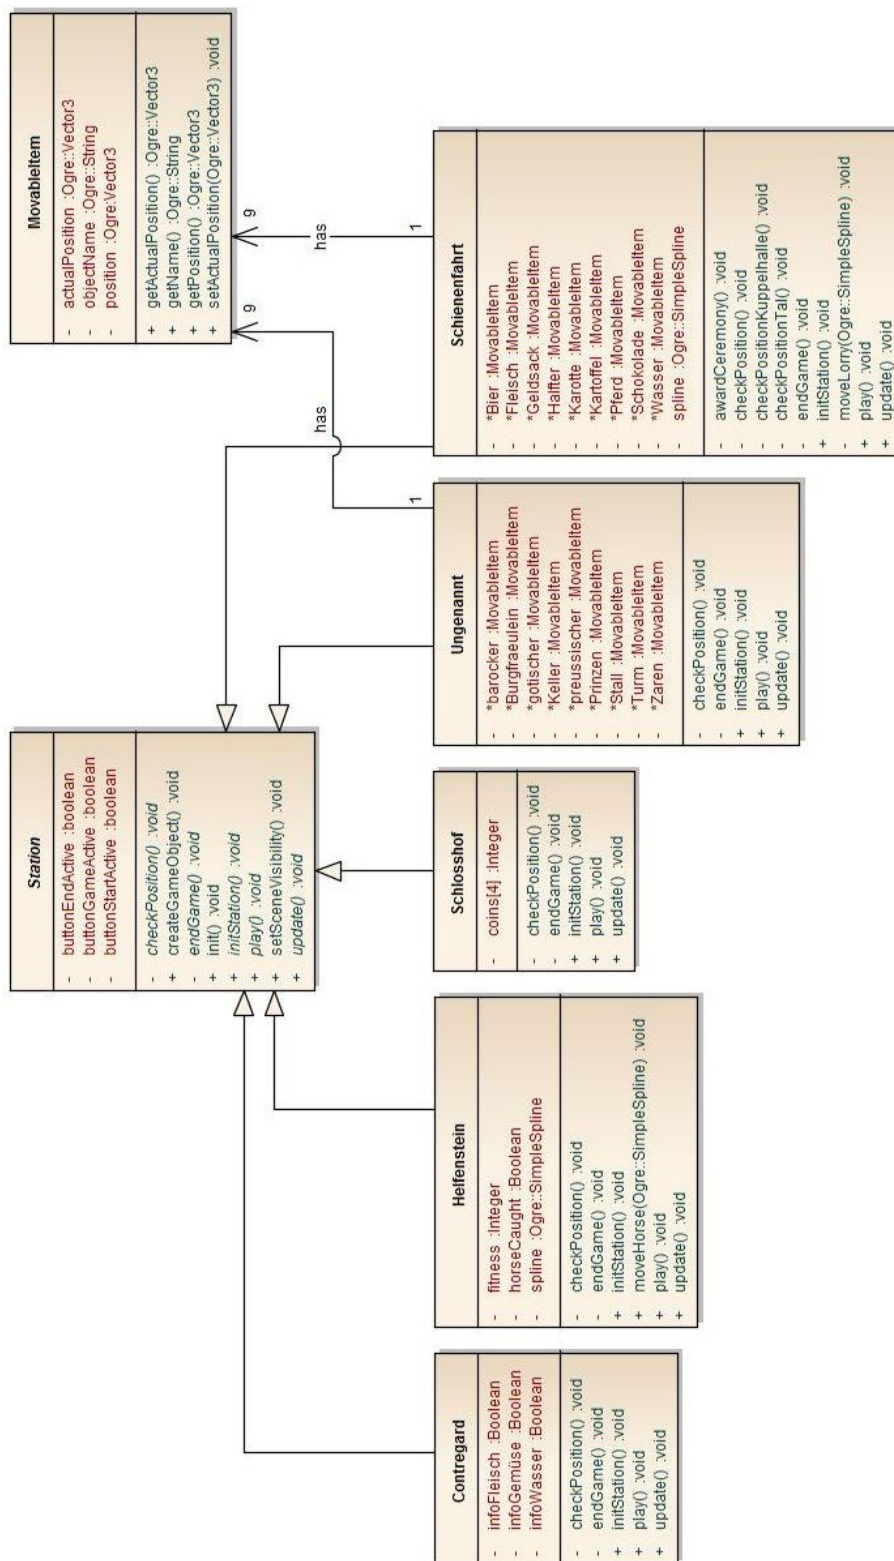 Station
- buttonEndActive :boolean
- buttonGameActive :boolean
- buttonStartActive :boolean
- checkPosition() :void
+ createGameObject() :void
- endGame() :void
+ init() :void
+ initStation() :void
+ play() :void
+ setSceneVisibility() :void
+ update() :void
MovableItem
- actualPosition :Ogre::Vector3
- objectName :Ogre::String
- position :Ogre:Vector3
+ getActualPosition() :Ogre::Vector3
+ getName() :Ogre::String
+ getPosition() :Ogre::Vector3
+ setActualPosition(Ogre::Vector3) :void
9
9
has
has
1
1
Contregard
- infoFleisch :Boolean
- infoGemüse :Boolean
- infoWasser :Boolean
- checkPosition() :void
- endGame() :void
+ initStation() :void
+ play() :void
+ update() :void
Helfenstein
- fitness :Integer
- horseCaught :Boolean
- spline :Ogre::SimpleSpline
- checkPosition() :void
- endGame() :void
+ initStation() :void
+ moveHorse(Ogre::SimpleSpline) :void
+ play() :void
+ update() :void
Schlosshof
- coins[4] :Integer
- checkPosition() :void
- endGame() :void
+ initStation() :void
+ play() :void
+ update() :void
Ungenannt
- *barocker :MovableItem
- *Burgfraeulein :MovableItem
- *gotischer :MovableItem
- *Keller :MovableItem
- *preussischer :MovableItem
- *Prinzen :MovableItem
- *Stall :MovableItem
- *Turm :MovableItem
- *Zaren :MovableItem
- checkPosition() :void
- endGame() :void
+ initStation() :void
+ play() :void
+ update() :void
Schienenfahrt
- *Bier :MovableItem
- *Fleisch :MovableItem
- *Geldsack :MovableItem
- *Halfter :MovableItem
- *Karotte :MovableItem
- *Kartoffel :MovableItem
- *Pferd :MovableItem
- *Schokolade :MovableItem
- *Wasser :MovableItem
- spline :Ogre::SimpleSpline
- awardCeremony() :void
- checkPosition() :void
- checkPositionKuppelhalle() :void
- checkPositionTal() :void
- endGame() :void
+ initStation() :void
- moveLorry(Ogre::SimpleSpline) :void
+ play() :void
+ update() :void